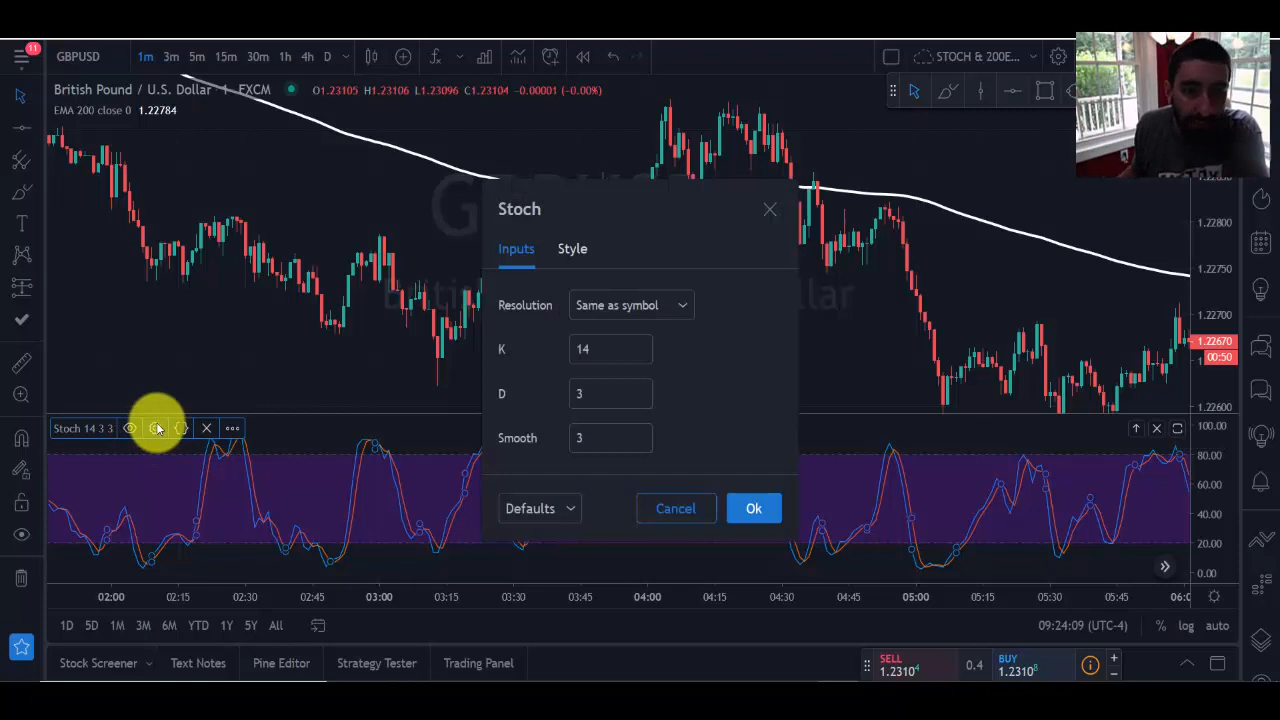 11
GBPUSD
1m 3m 5m 15m 30m 1h 4h D
STOCH & 200E...
British Pound / U.S. Dollar 1 FXCM
O1.23105 H1.23106 L1.23096 C1.23104 -0.00001 (-0.00%)
EMA 200 close 0 1.22784
1.22800
1.22750
1.22700
1.22670
00:50
1.22600
Stoch
Inputs Style
Resolution Same as symbol
K 14
D 3
Smooth 3
Defaults Cancel Ok
Stoch 14 3 3
100.00
80.00
60.00
40.00
20.00
0.00
02:00 02:15 02:30 02:45 03:00 03:15 03:30 03:45 04:00 04:15 04:30 04:45 05:00 05:15 05:30 05:45 06:0
1D 5D 1M 3M 6M YTD 1Y 5Y All
09:24:09 (UTC-4) % log auto
Stock Screener Text Notes Pine Editor Strategy Tester Trading Panel
SELL 0.4 BUY
1.23104 1.23108